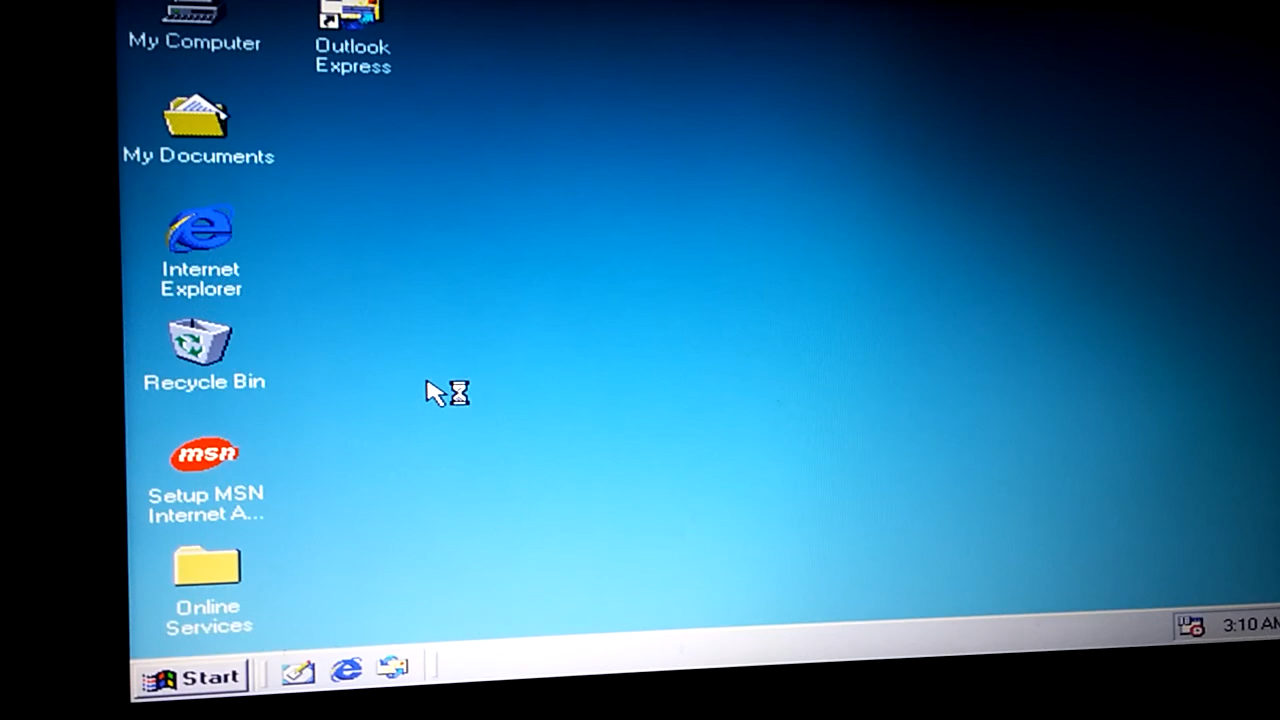 My Computer
Outlook
Express
My Documents
Internet
Explorer
Recycle Bin
msn
Setup MSN
Internet A...
Online
Services
Start
3:10 AM